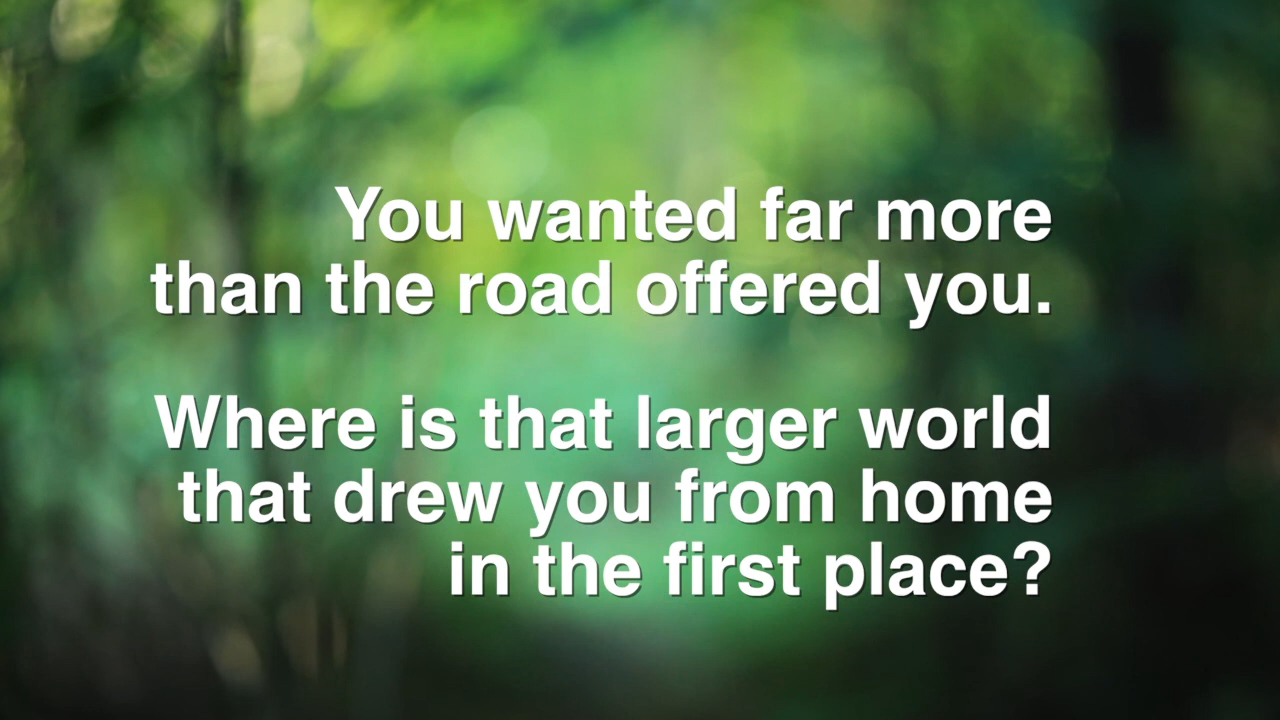 You wanted far more
than the road offered you.
Where is that larger world
that drew you from home
in the first place?